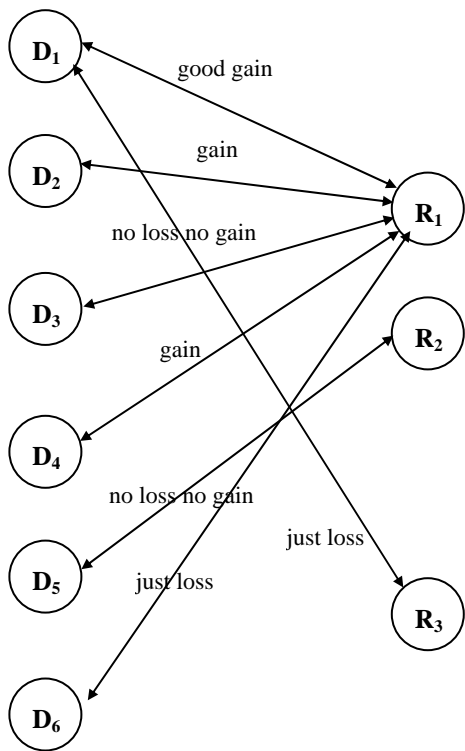 D₁
good gain
gain
D₂
R₁
no loss no gain
D₃
R₂
gain
D₄
no loss no gain
just loss
D₅
just loss
R₃
D₆